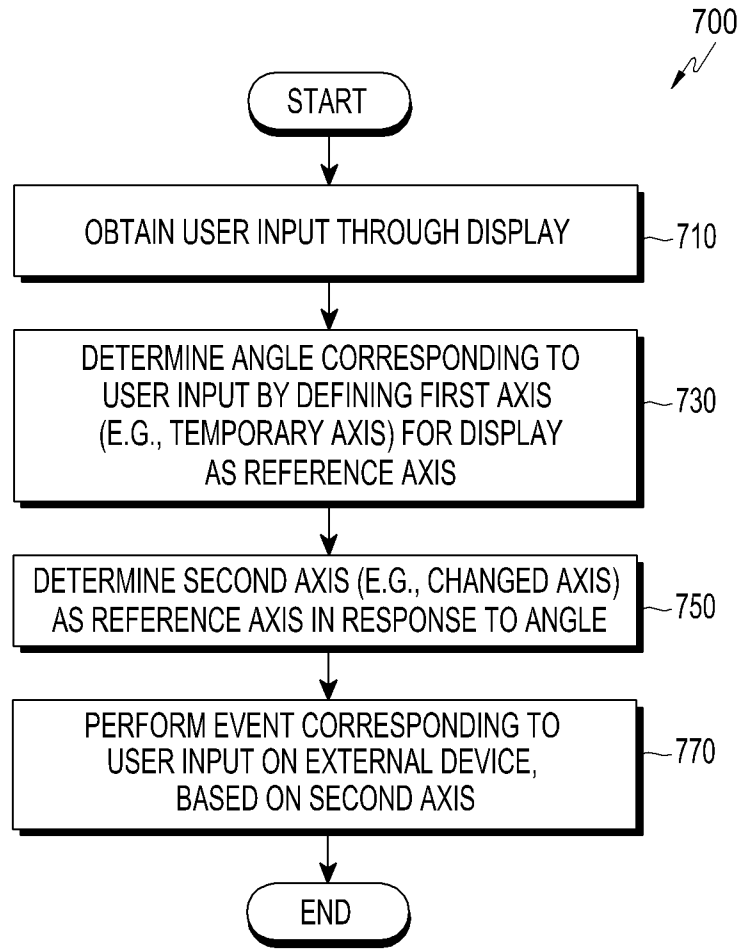 700
START
OBTAIN USER INPUT THROUGH DISPLAY
710
DETERMINE ANGLE CORRESPONDING TO
USER INPUT BY DEFINING FIRST AXIS
(E.G., TEMPORARY AXIS) FOR DISPLAY
AS REFERENCE AXIS
730
DETERMINE SECOND AXIS (E.G., CHANGED AXIS)
AS REFERENCE AXIS IN RESPONSE TO ANGLE
750
PERFORM EVENT CORRESPONDING TO
USER INPUT ON EXTERNAL DEVICE,
BASED ON SECOND AXIS
770
END